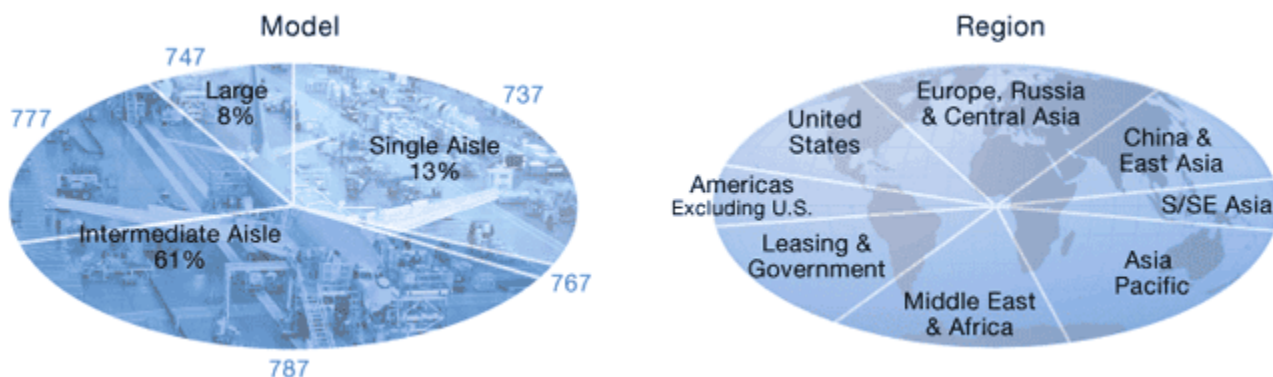 Model
747
737
777
Large
8%
Single Aisle
13%
Intermediate Aisle
61%
767
787
Region
Europe, Russia
& Central Asia
United
States
China &
East Asia
Americas
Excluding U.S.
S/SE Asia
Leasing &
Government
Asia
Pacific
Middle East
& Africa